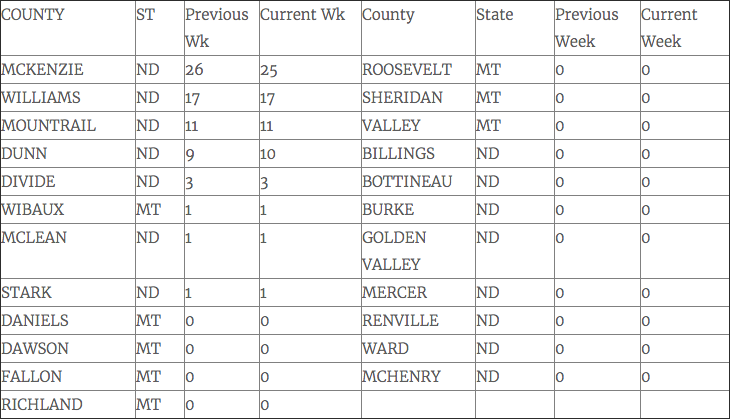 COUNTY ST Previous Wk Current Wk County State Previous Week Current Week
MCKENZIE ND 26 25 ROOSEVELT MT 0 0
WILLIAMS ND 17 17 SHERIDAN MT 0 0
MOUNTRAIL ND 11 11 VALLEY MT 0 0
DUNN ND 9 10 BILLINGS ND 0 0
DIVIDE ND 3 3 BOTTINEAU ND 0 0
WIBAUX MT 1 1 BURKE ND 0 0
MCLEAN ND 1 1 GOLDEN VALLEY ND 0 0
STARK ND 1 1 MERCER ND 0 0
DANIELS MT 0 0 RENVILLE ND 0 0
DAWSON MT 0 0 WARD ND 0 0
FALLON MT 0 0 MCHENRY ND 0 0
RICHLAND MT 0 0